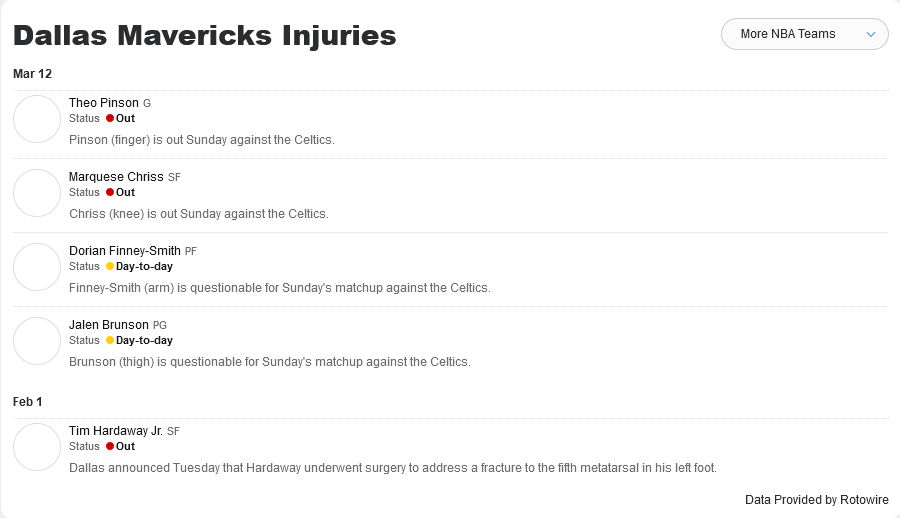 Dallas Mavericks Injuries
More NBA Teams
Mar 12
Theo Pinson G
Status Out
Pinson (finger) is out Sunday against the Celtics.
Marquese Chriss SF
Status Out
Chriss (knee) is out Sunday against the Celtics.
Dorian Finney-Smith PF
Status Day-to-day
Finney-Smith (arm) is questionable for Sunday's matchup against the Celtics.
Jalen Brunson PG
Status Day-to-day
Brunson (thigh) is questionable for Sunday's matchup against the Celtics.
Feb 1
Tim Hardaway Jr. SF
Status Out
Dallas announced Tuesday that Hardaway underwent surgery to address a fracture to the fifth metatarsal in his left foot.
Data Provided by Rotowire